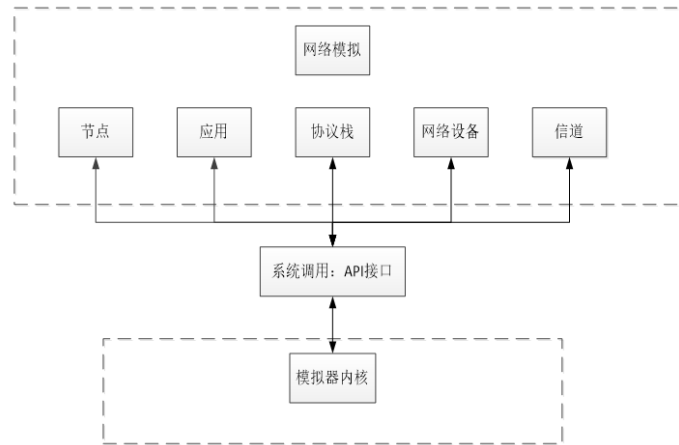 网络模拟
节点
应用
协议栈
网络设备
信道
系统调用：API接口
模拟器内核